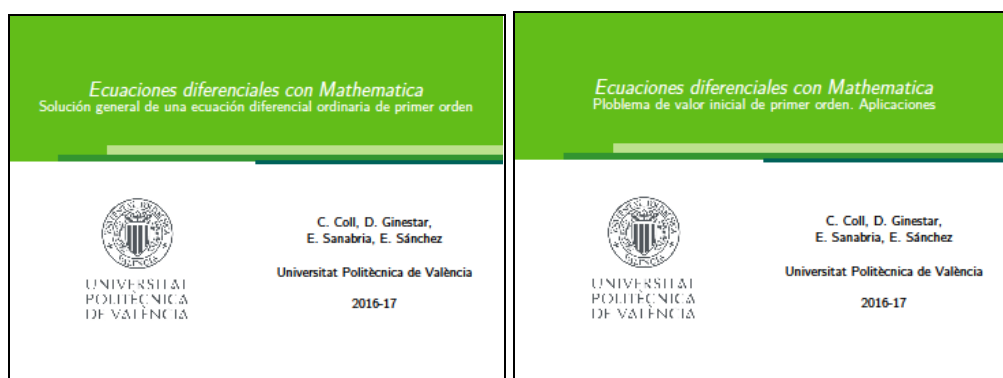 Ecuaciones diferenciales con Mathematica
Solución general de una ecuación diferencial ordinaria de primer orden
C. Coll, D. Ginestar,
E. Sanabria, E. Sánchez
Universitat Politècnica de València
2016-17
UNIVERSITAT
POLITÈCNICA
DE VALÈNCIA
Ecuaciones diferenciales con Mathematica
Ploblema de valor inicial de primer orden. Aplicaciones
C. Coll, D. Ginestar,
E. Sanabria, E. Sánchez
Universitat Politècnica de València
2016-17
UNIVERSITAT
POLITÈCNICA
DE VALÈNCIA